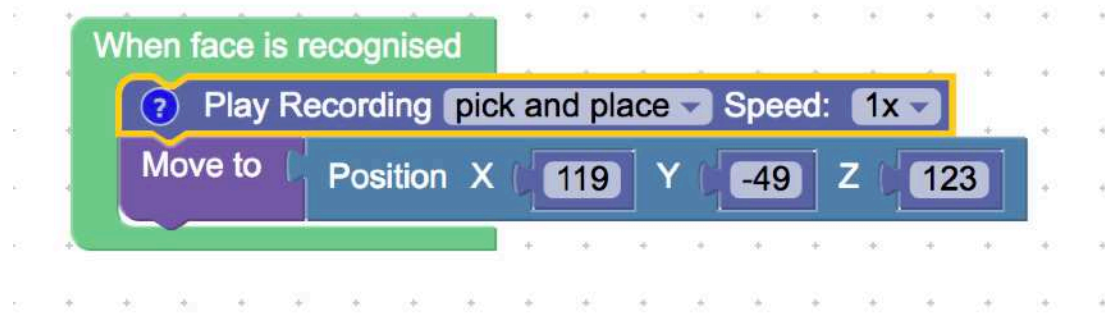 When face is recognised
? Play Recording pick and place Speed: 1x
Move to Position X 119 Y -49 Z 123